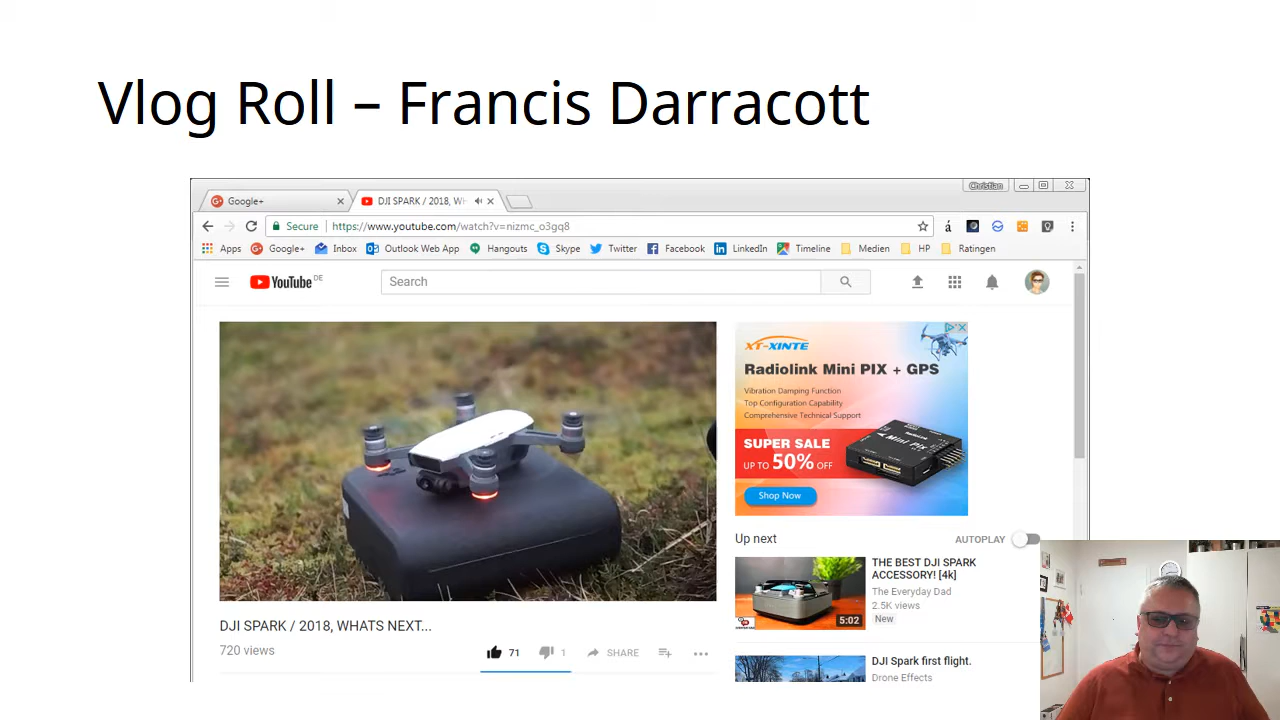 Vlog Roll – Francis Darracott
Christian
Google+
DJI SPARK / 2018, W
Secure
https://www.youtube.com/watch?v=nizmc_o3gq8
Apps
Google+
Inbox
Outlook Web App
Hangouts
Skype
Twitter
Facebook
LinkedIn
Timeline
Medien
HP
Ratingen
YouTube DE
Search
XT-XINTE
Radiolink Mini PIX + GPS
Vibration Damping Function
Top Configuration Capability
Comprehensive Technical Support
SUPER SALE
UP TO 50% OFF
RadioLink
Mini PIX
Shop Now
Up next
AUTOPLAY
5:02
THE BEST DJI SPARK
ACCESSORY! [4k]
The Everyday Dad
2.5K views
New
DJI SPARK / 2018, WHATS NEXT...
720 views
71
1
SHARE
DJI Spark first flight.
Drone Effects